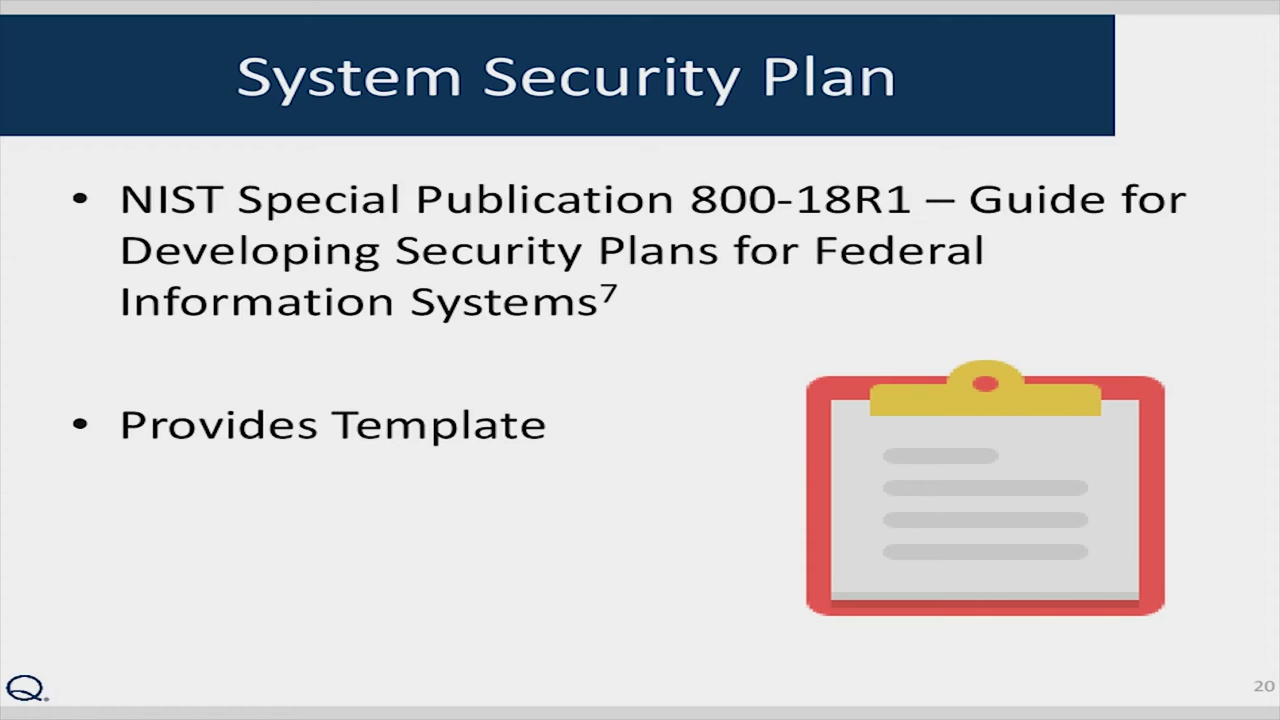 System Security Plan
• NIST Special Publication 800-18R1 – Guide for
Developing Security Plans for Federal
Information Systems⁷
• Provides Template
Q.
20